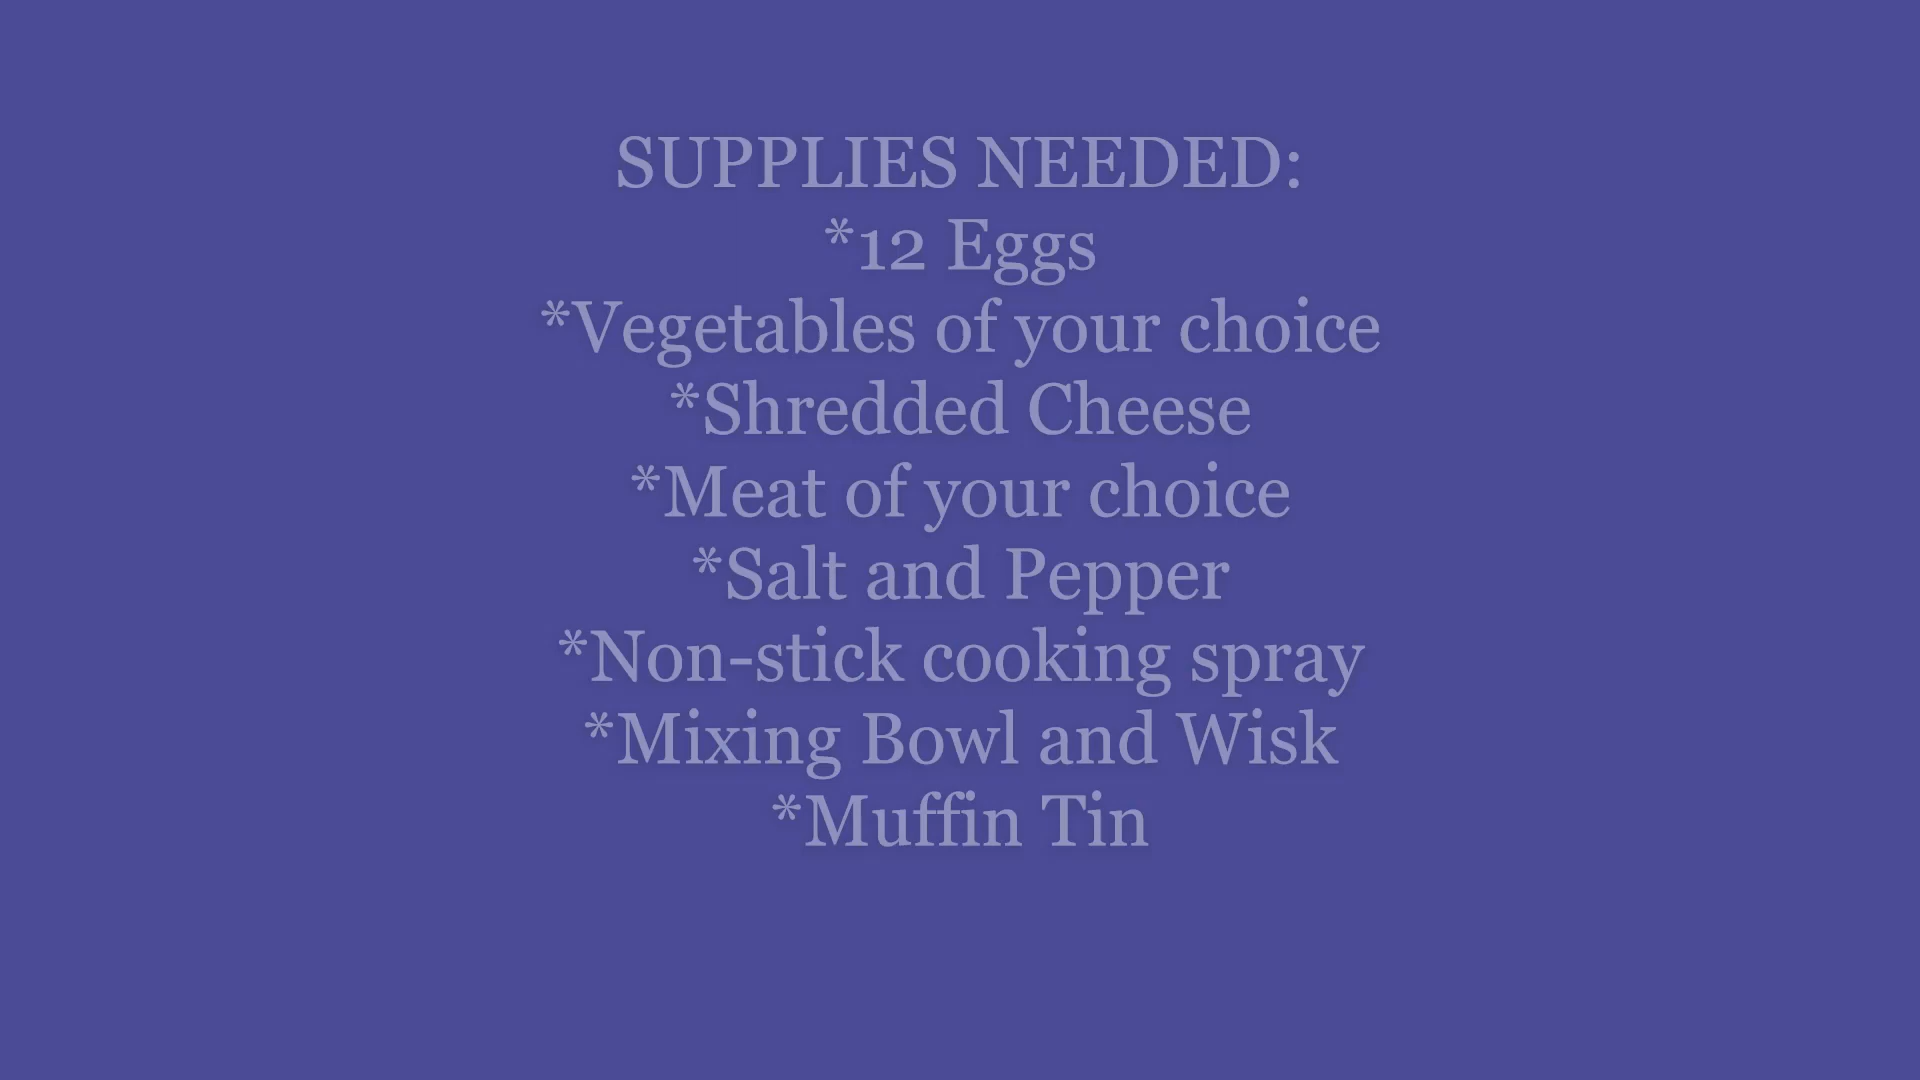 SUPPLIES NEEDED:
*12 Eggs
*Vegetables of your choice
*Shredded Cheese
*Meat of your choice
*Salt and Pepper
*Non-stick cooking spray
*Mixing Bowl and Wisk
*Muffin Tin